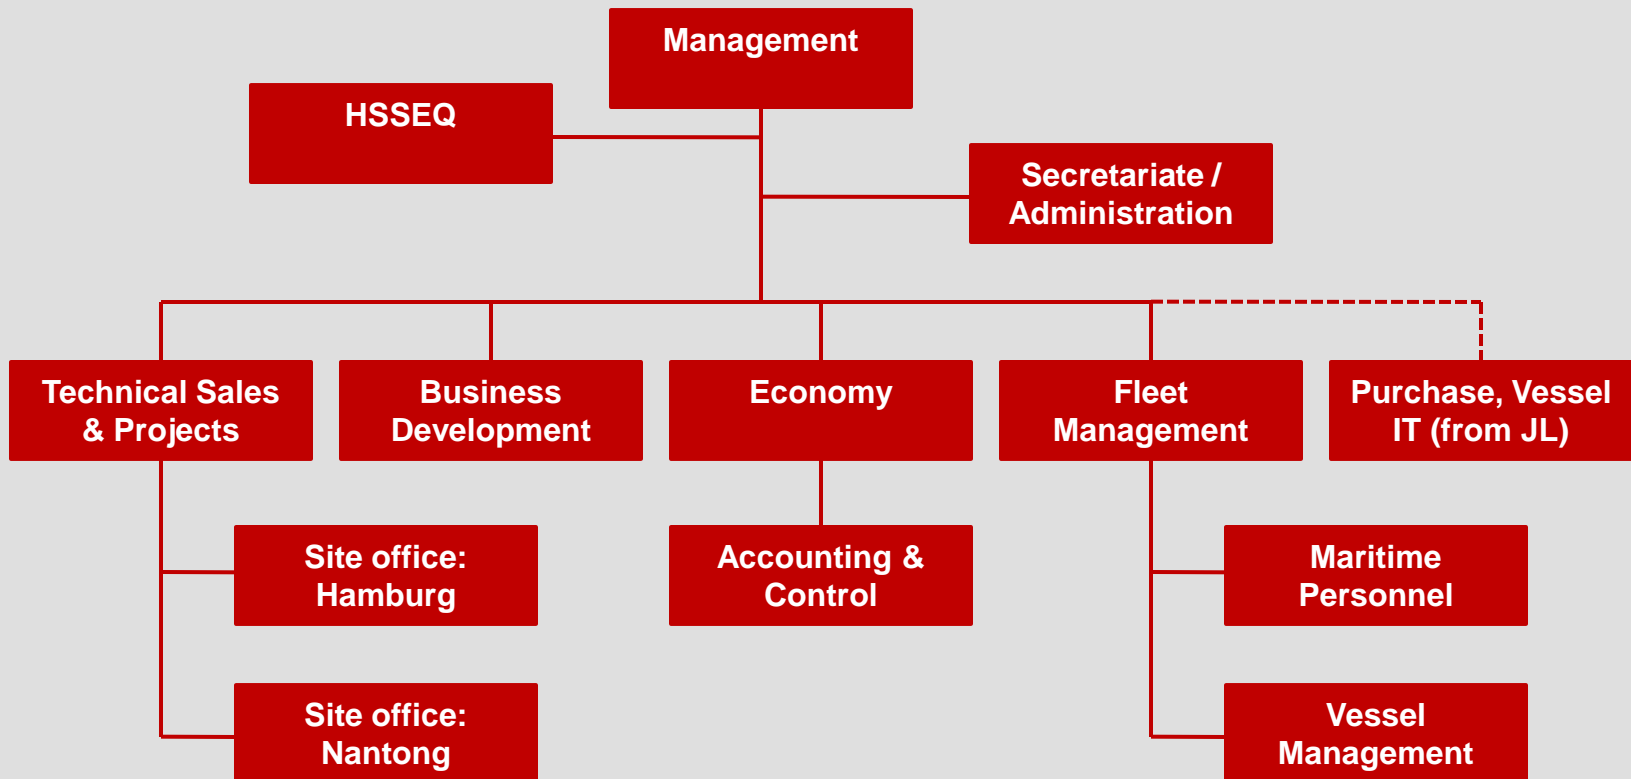 Management
HSSEQ
Secretariate /
Administration
Technical Sales
& Projects
Business
Development
Economy
Fleet
Management
Purchase, Vessel
IT (from JL)
Site office:
Hamburg
Accounting &
Control
Maritime
Personnel
Site office:
Nantong
Vessel
Management